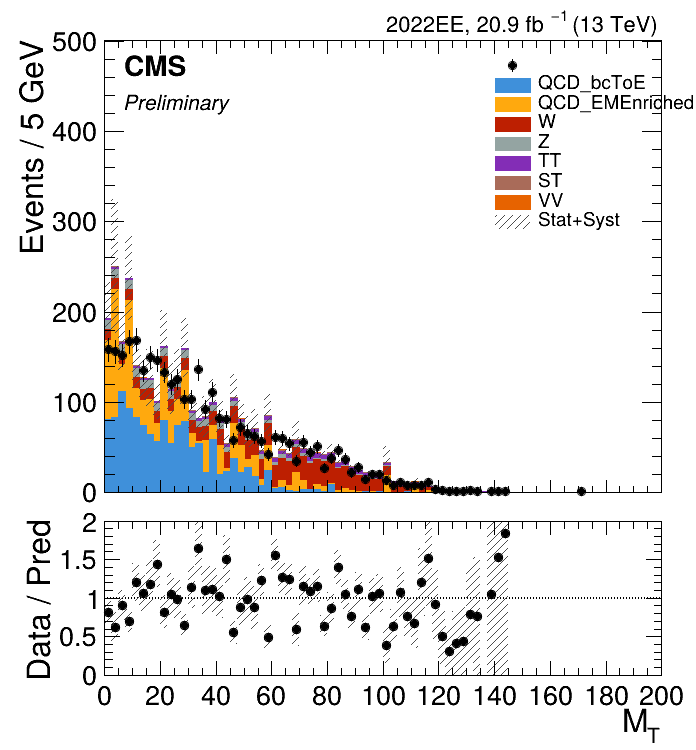 2022EE, 20.9 fb⁻¹ (13 TeV)
Events / 5 GeV
500
400
300
200
100
0
CMS
Preliminary
QCD_bcToE
QCD_EMEnriched
W
Z
TT
ST
VV
Stat+Syst
Data / Pred
2
1.5
1
0.5
0
0 20 40 60 80 100 120 140 160 180 200
M_T